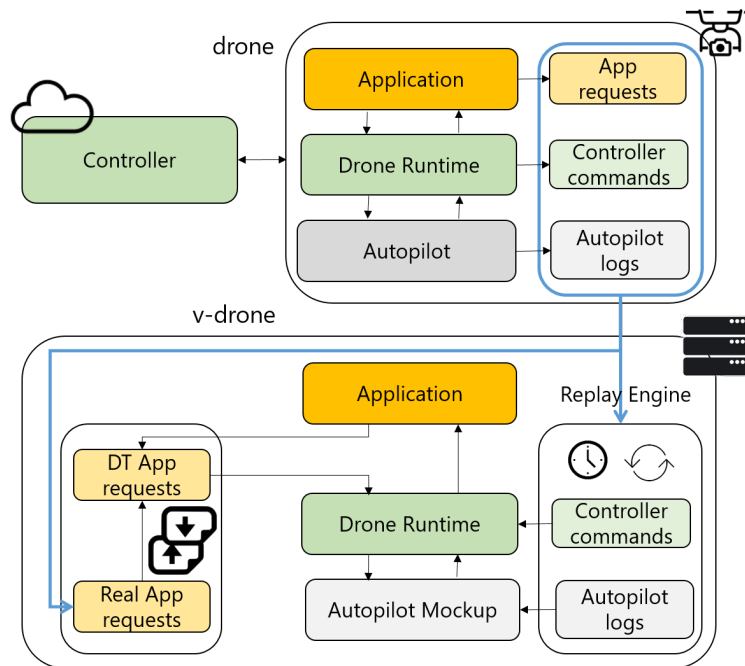 drone
Application
App
requests
Controller
Drone Runtime
Controller
commands
Autopilot
Autopilot
logs
v-drone
Application
Replay Engine
DT App
requests
Drone Runtime
Controller
commands
Real App
requests
Autopilot Mockup
Autopilot
logs